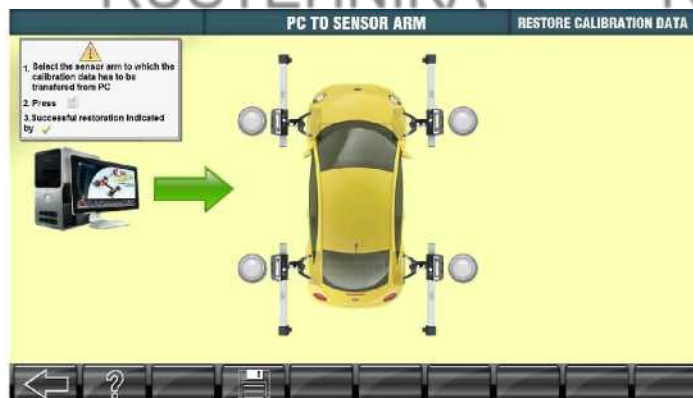 RUSTEHNIKA
PC TO SENSOR ARM
RESTORE CALIBRATION DATA
1. Select the sensor arm to which the
calibration data has to be
transfered from PC
2. Press
3. Successful restoration indicated
by
?